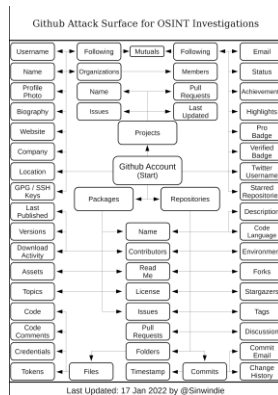 Github Attack Surface for OSINT Investigations
Username
Following
Mutuals
Following
Email
Name
Organizations
Members
Status
Profile
Photo
Name
Pull
Requests
Achievement
Biography
Issues
Last
Updated
Highlights
Website
Projects
Pro
Badge
Company
Verified
Badge
Location
Github Account
(Start)
Twitter
Username
GPG / SSH
Keys
Packages
Repositories
Starred
Repositories
Last
Published
Description
Versions
Name
Code
Language
Download
Activity
Contributors
Environment
Assets
Read
Me
Forks
Topics
License
Stargazers
Code
Issues
Tags
Code
Comments
Pull
Requests
Discussion
Credentials
Folders
Commit
Email
Tokens
Files
Timestamp
Commits
Change
History
Last Updated: 17 Jan 2022 by @Sinwindie